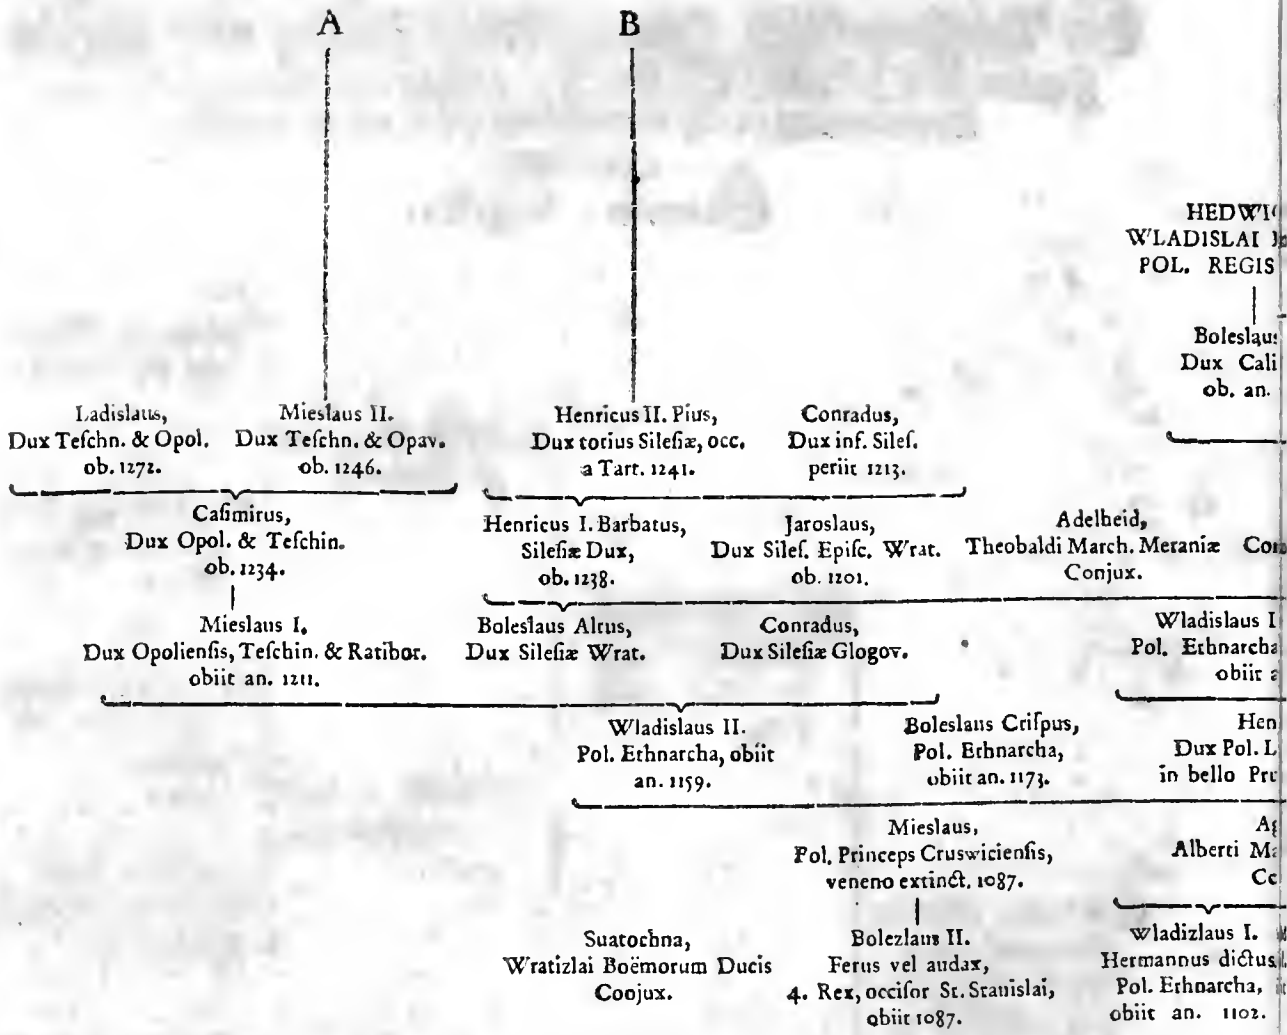 A
B
HEDWI
WLADISLAI
POL. REGIS
Boleslaus
Dux Cali
ob. an.
Ladislaus,
Dux Teſchn. & Opol.
ob. 1272.
Mieslaus II.
Dux Teſchn. & Opav.
ob. 1246.
Henricus II. Pius,
Dux totius Sileſiæ, occ.
a Tart. 1241.
Conradus,
Dux inf. Sileſ.
periit 1213.
Caſimirus,
Dux Opol. & Teſchin.
ob. 1234.
Henricus I. Barbatus,
Sileſiæ Dux,
ob. 1238.
Jaroslaus,
Dux Sileſ. Epiſc. Wrat.
ob. 1201.
Adelheid,
Theobaldi March. Meraniæ
Conjux.
Mieslaus I.
Dux Opolienſis, Teſchin. & Ratibor.
obiit an. 1211.
Boleslaus Altus,
Dux Sileſiæ Wrat.
Conradus,
Dux Sileſiæ Glogov.
Wladislaus I
Pol. Ethnarcha
obiit a
Wladislaus II.
Pol. Ethnarcha, obiit
an. 1159.
Boleslaus Criſpus,
Pol. Ethnarcha,
obiit an. 1173.
Hen
Dux Pol. L
in bello Pru
Mieslaus,
Pol. Princeps Cruswicienſis,
veneno extinct. 1087.
Ag
Alberti Ma
Co
Suatochna,
Wratizlai Boëmorum Ducis
Conjux.
Bolezlaus II.
Ferus vel audax,
4. Rex, occiſor St. Stanislai,
obiit 1087.
Wladizlaus I.
Hermannus dictus
Pol. Ethnarcha,
obiit an. 1102.